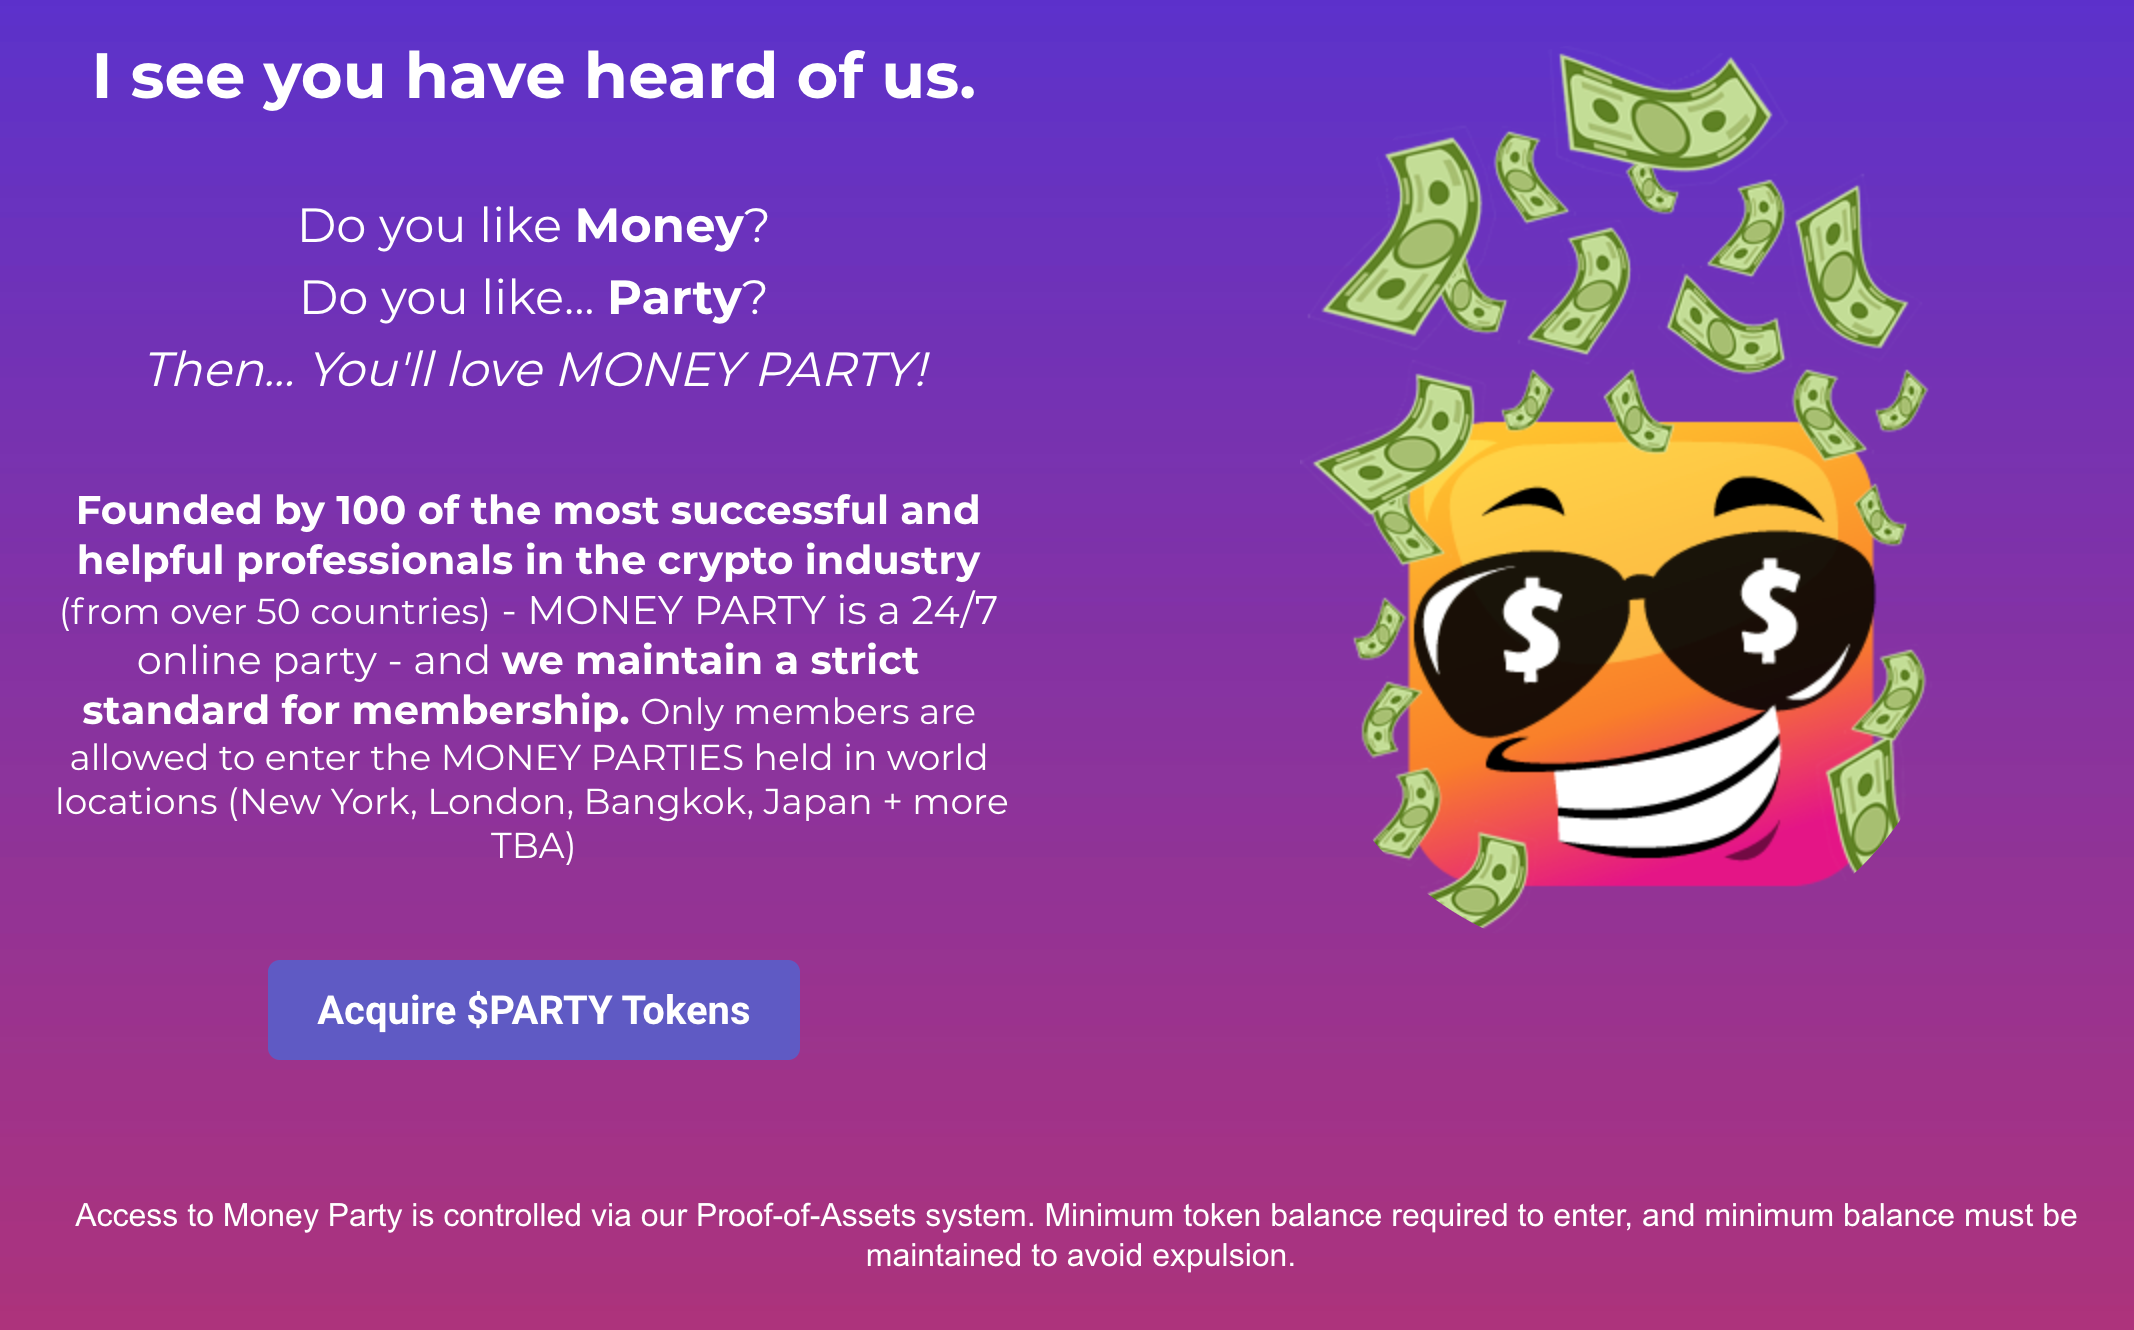 I see you have heard of us.
Do you like Money?
Do you like... Party?
Then... You'll love MONEY PARTY!
Founded by 100 of the most successful and
helpful professionals in the crypto industry
(from over 50 countries) - MONEY PARTY is a 24/7
online party - and we maintain a strict
standard for membership. Only members are
allowed to enter the MONEY PARTIES held in world
locations (New York, London, Bangkok, Japan + more
TBA)
$ $
Acquire $PARTY Tokens
Access to Money Party is controlled via our Proof-of-Assets system. Minimum token balance required to enter, and minimum balance must be
maintained to avoid expulsion.